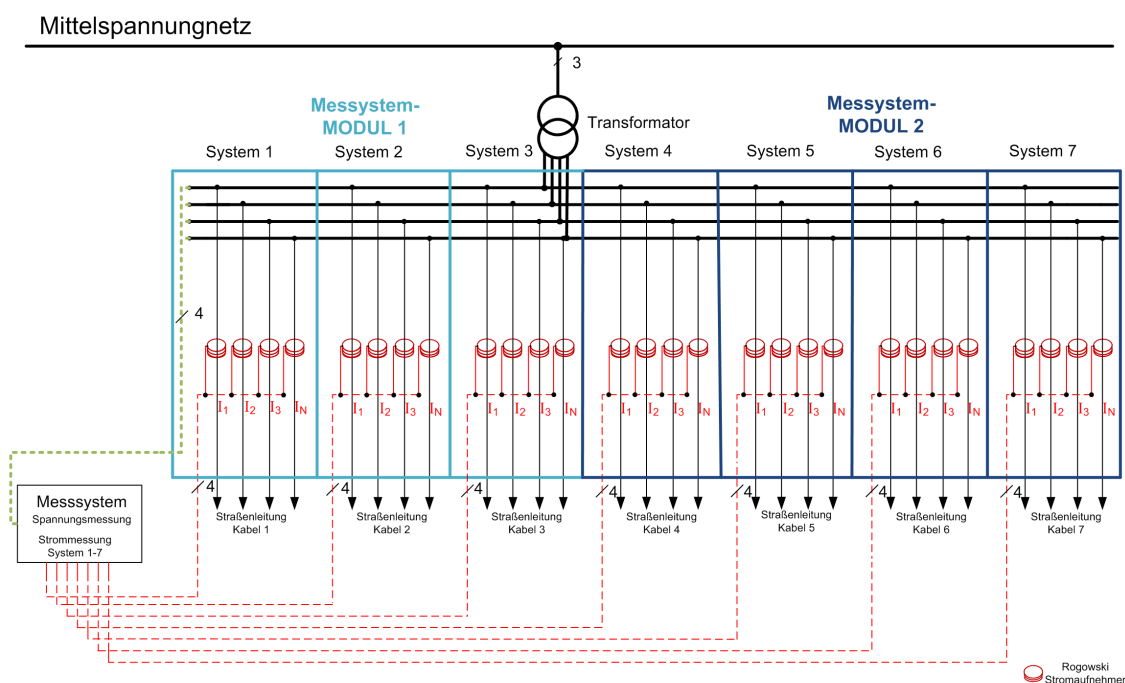 Mittelspannungnetz
3
Messystem-
MODUL 1
Transformator
Messystem-
MODUL 2
System 1
System 2
System 3
System 4
System 5
System 6
System 7
4
I1 I2 I3 IN
I1 I2 I3 IN
I1 I2 I3 IN
I1 I2 I3 IN
I1 I2 I3 IN
I1 I2 I3 IN
I1 I2 I3 IN
4
4
4
4
4
4
4
Straßenleitung
Kabel 1
Straßenleitung
Kabel 2
Straßenleitung
Kabel 3
Straßenleitung
Kabel 4
Straßenleitung
Kabel 5
Straßenleitung
Kabel 6
Straßenleitung
Kabel 7
Messsystem
Spannungsmessung
Strommessung
System 1-7
Rogowski
Stromaufnehmer